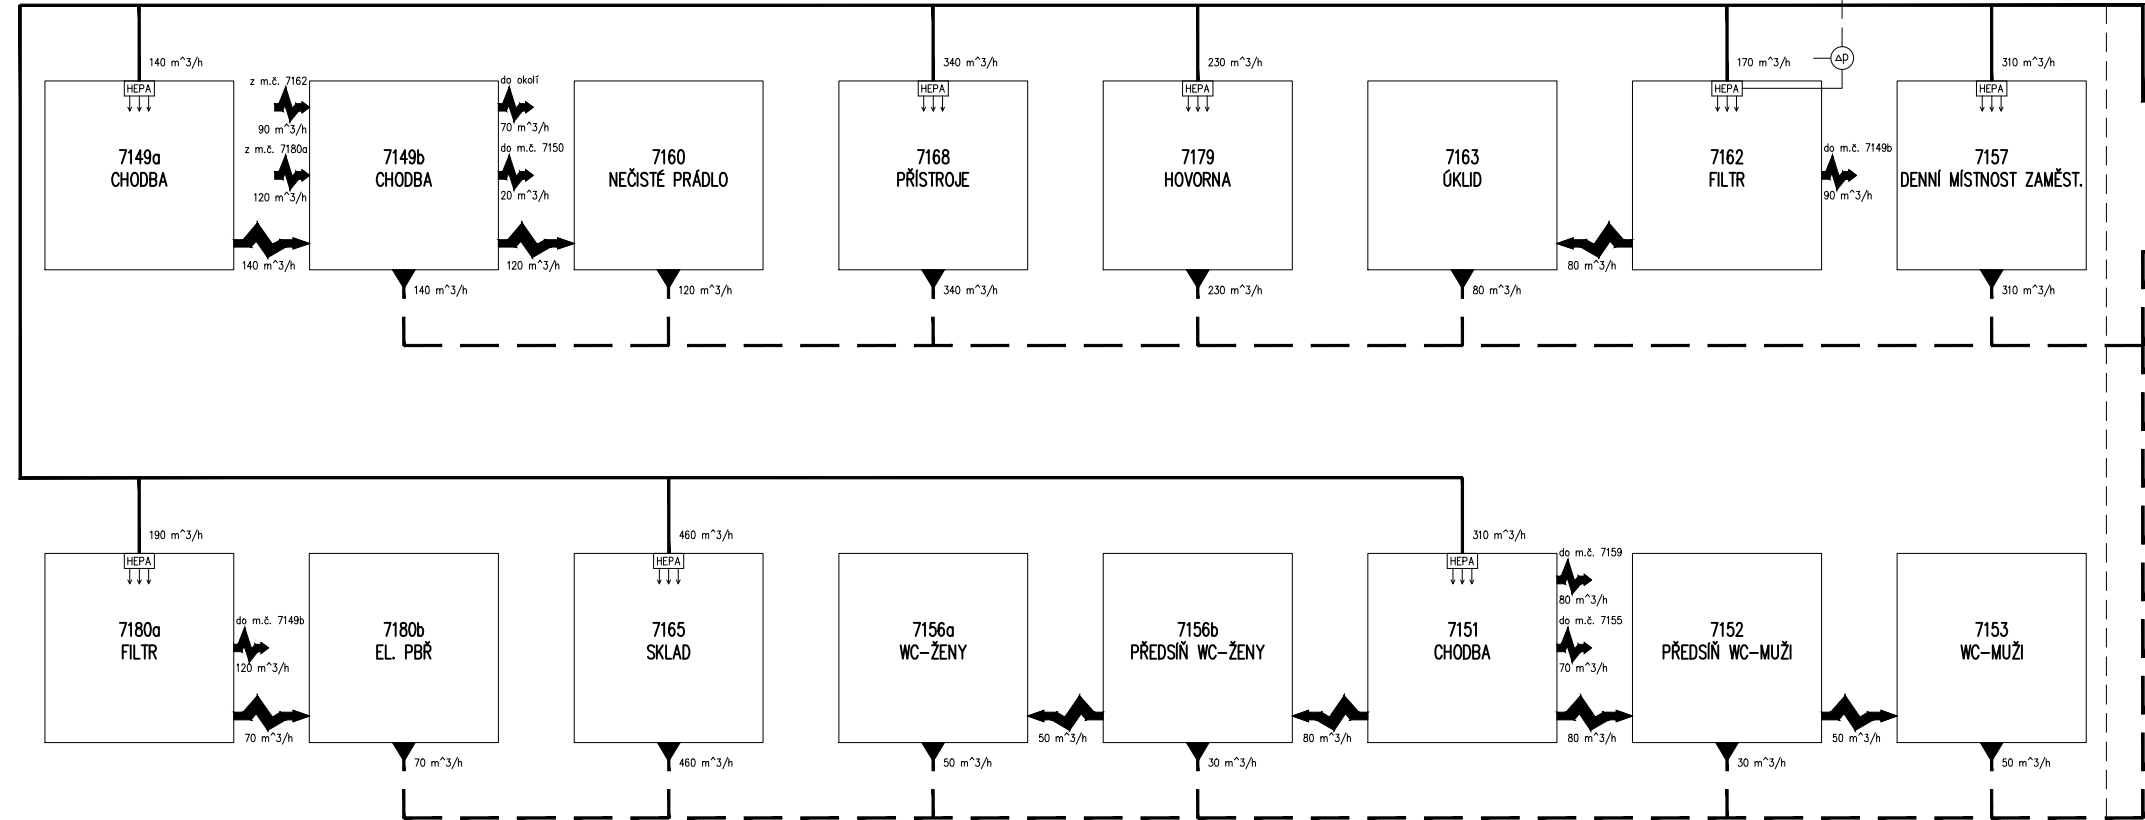 140 m^3/h
340 m^3/h
230 m^3/h
170 m^3/h
Δp
310 m^3/h
HEPA
HEPA
HEPA
HEPA
HEPA
7149a
CHODBA
140 m^3/h
z m.č. 7162
90 m^3/h
z m.č. 7180a
120 m^3/h
7149b
CHODBA
140 m^3/h
do okolí
70 m^3/h
do m.č. 7150
20 m^3/h
120 m^3/h
7160
NEČISTÉ PRÁDLO
120 m^3/h
7168
PŘÍSTROJE
340 m^3/h
7179
HOVORNA
230 m^3/h
7163
ÚKLID
80 m^3/h
80 m^3/h
7162
FILTR
do m.č. 7149b
90 m^3/h
7157
DENNÍ MÍSTNOST ZAMĚST.
310 m^3/h
190 m^3/h
460 m^3/h
310 m^3/h
HEPA
HEPA
HEPA
7180a
FILTR
do m.č. 7149b
120 m^3/h
70 m^3/h
7180b
EL. PBŘ
70 m^3/h
7165
SKLAD
460 m^3/h
7156a
WC-ŽENY
50 m^3/h
50 m^3/h
7156b
PŘEDSÍŇ WC-ŽENY
30 m^3/h
80 m^3/h
7151
CHODBA
do m.č. 7159
80 m^3/h
do m.č. 7155
70 m^3/h
80 m^3/h
7152
PŘEDSÍŇ WC-MUŽI
30 m^3/h
50 m^3/h
7153
WC-MUŽI
50 m^3/h